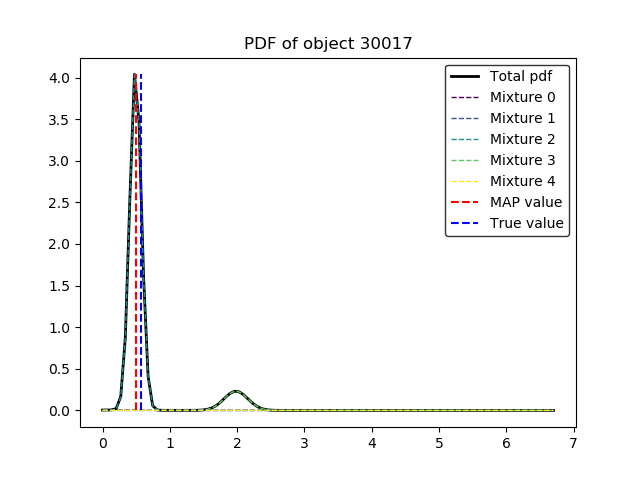 PDF of object 30017
4.0
3.5
3.0
2.5
2.0
1.5
1.0
0.5
0.0
0 1 2 3 4 5 6 7
Total pdf
Mixture 0
Mixture 1
Mixture 2
Mixture 3
Mixture 4
MAP value
True value